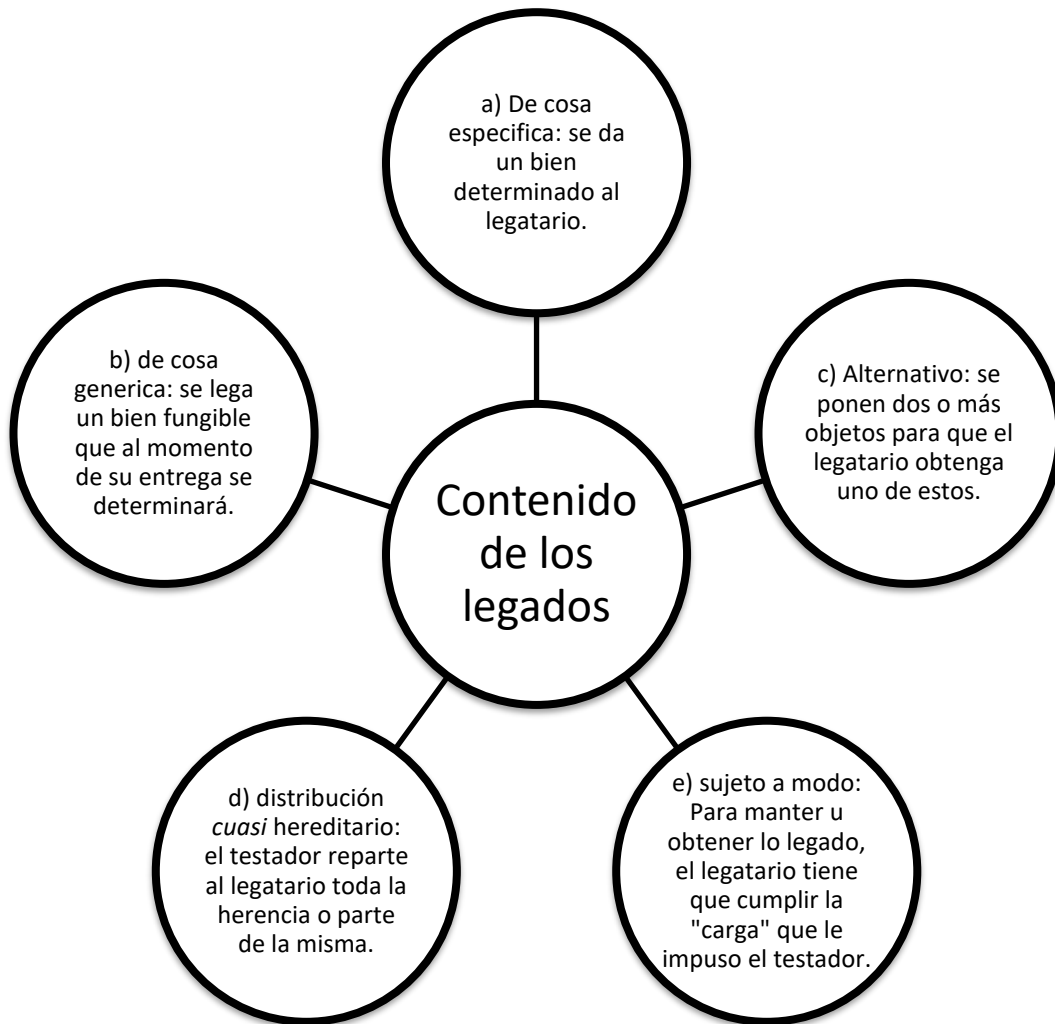 a) De cosa
especifica: se da
un bien
determinado al
legatario.
b) de cosa
generica: se lega
un bien fungible
que al momento
de su entrega se
determinará.
c) Alternativo: se
ponen dos o más
objetos para que el
legatario obtenga
uno de estos.
Contenido
de los
legados
d) distribución
cuasi hereditario:
el testador reparte
al legatario toda la
herencia o parte
de la misma.
e) sujeto a modo:
Para manter u
obtener lo legado,
el legatario tiene
que cumplir la
"carga" que le
impuso el testador.